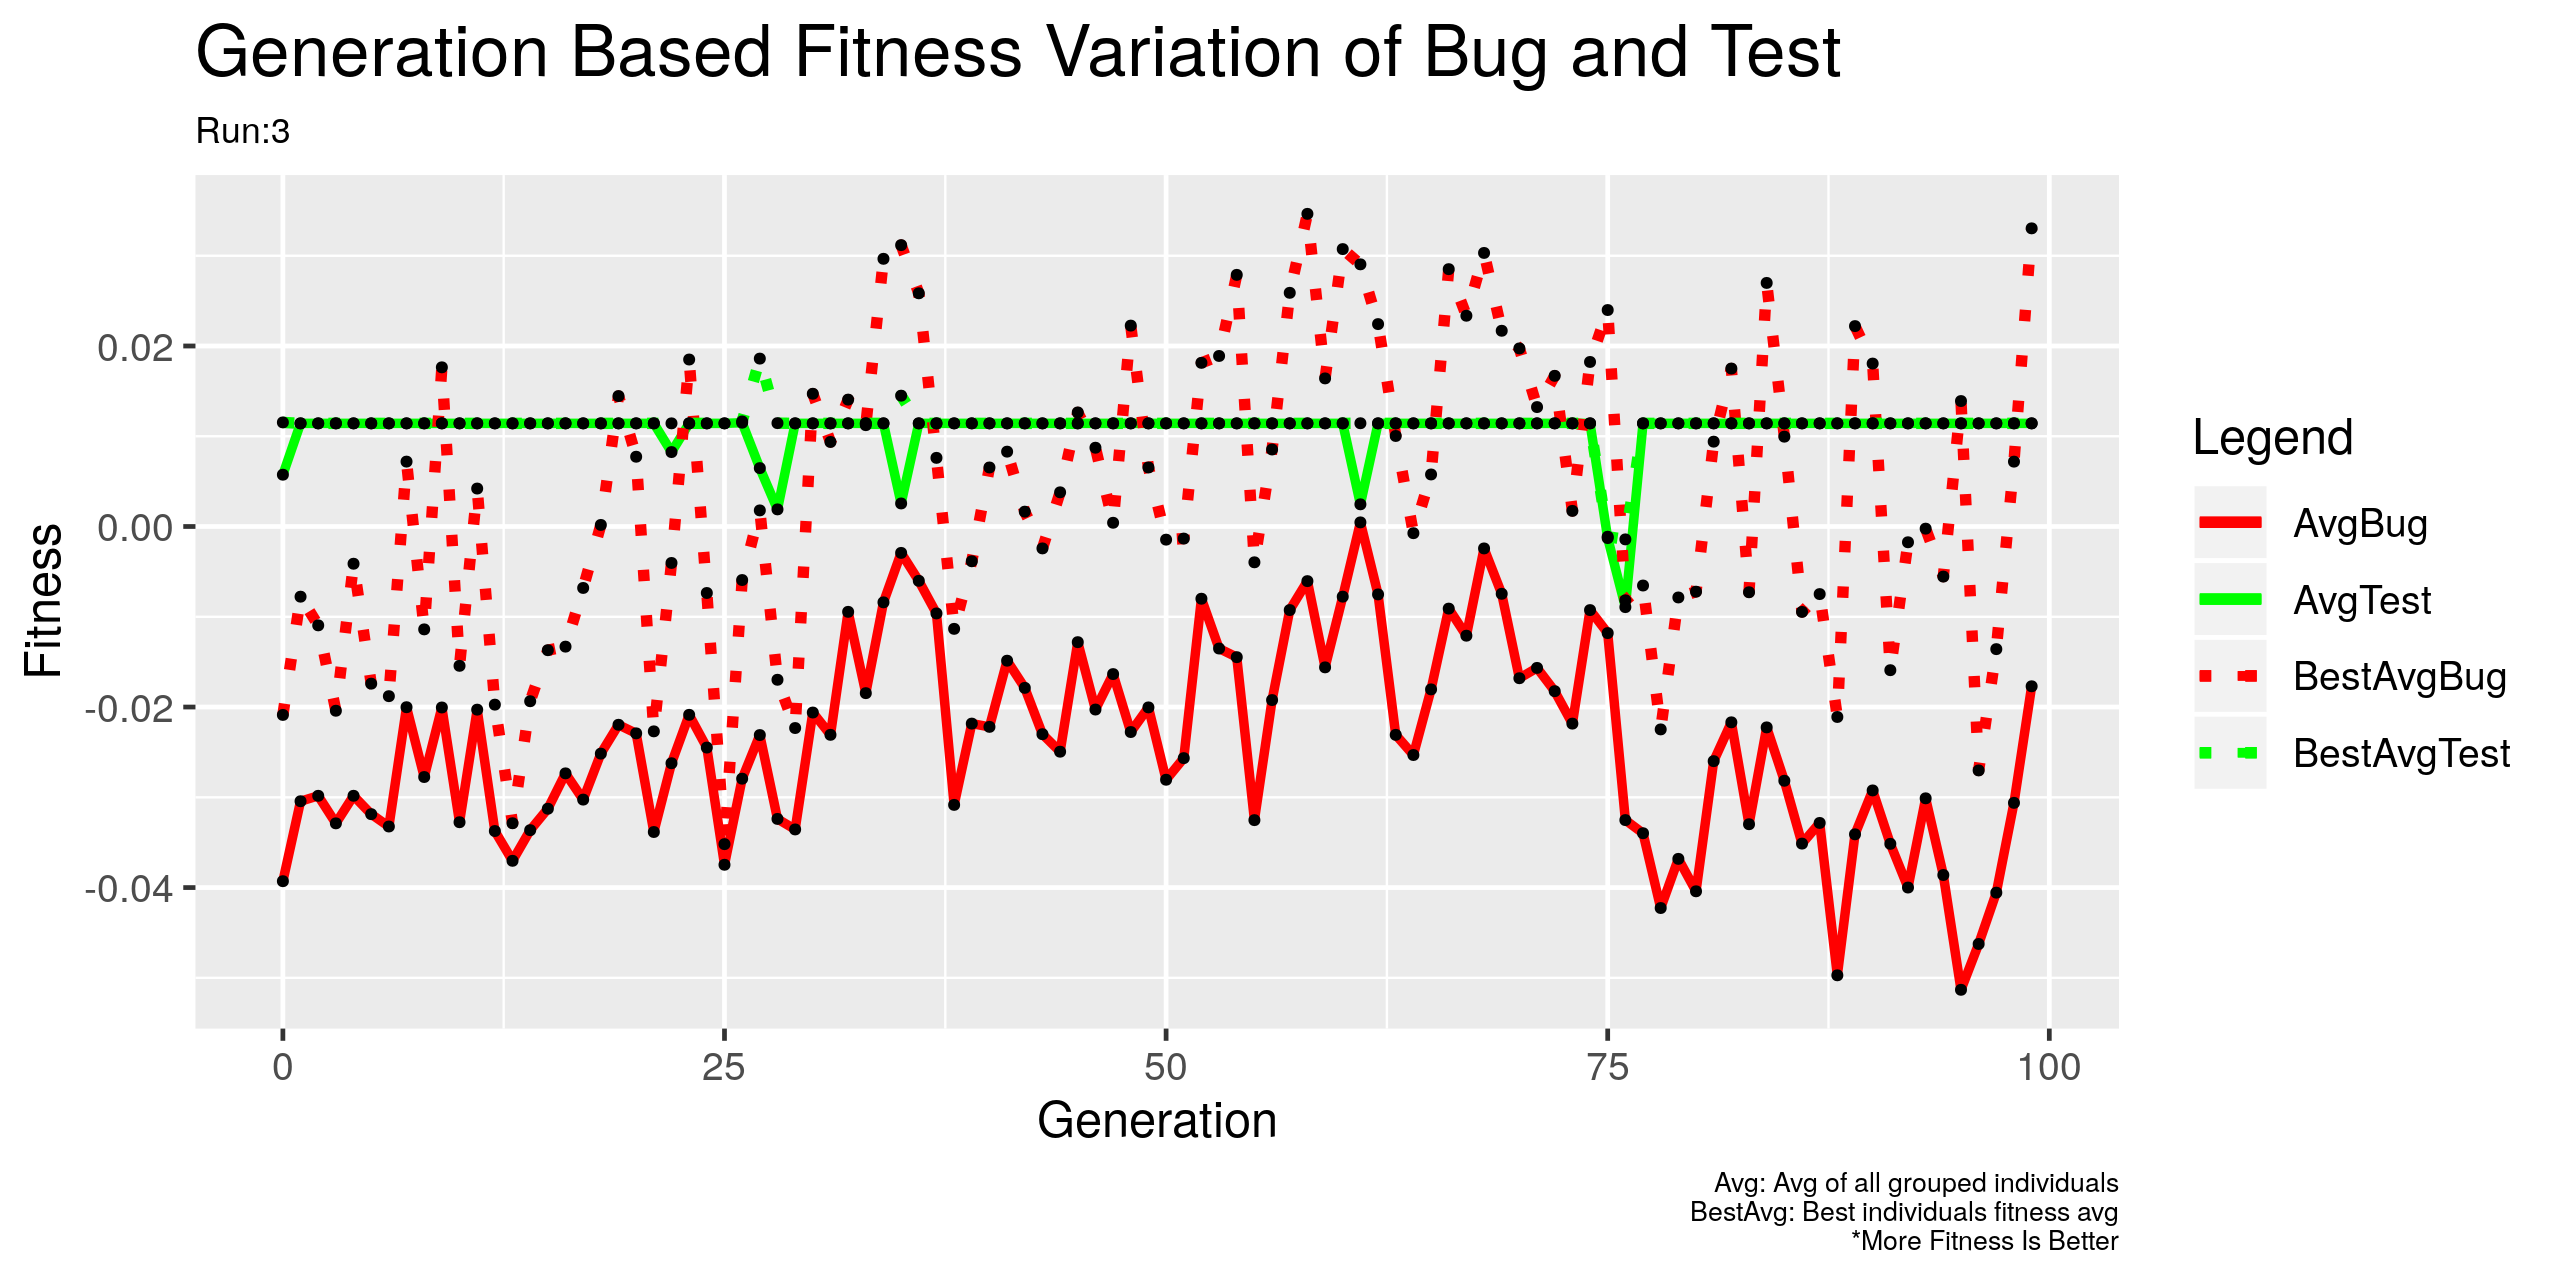 Generation Based Fitness Variation of Bug and Test
Run:3
Fitness
0.02
0.00
-0.02
-0.04
0
25
50
75
100
Generation
Legend
AvgBug
AvgTest
BestAvgBug
BestAvgTest
Avg: Avg of all grouped individuals
BestAvg: Best individuals fitness avg
*More Fitness Is Better